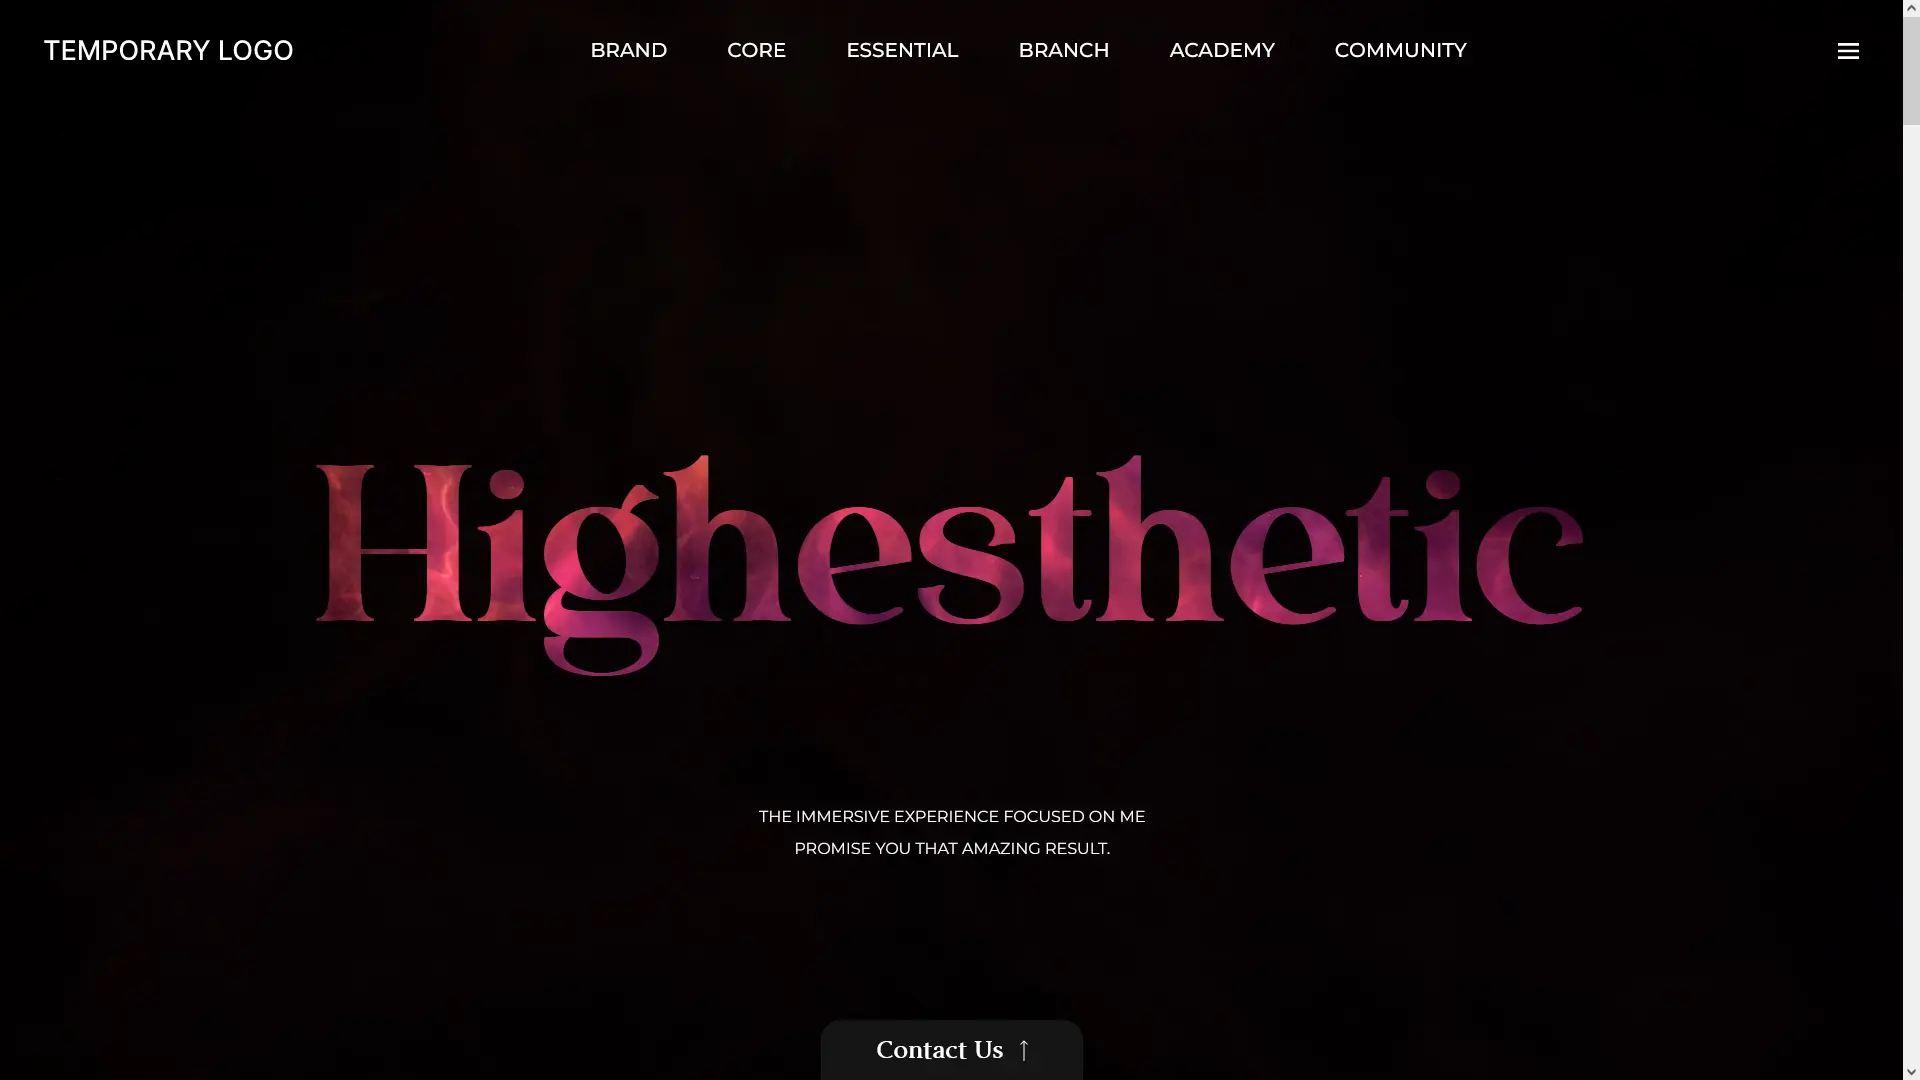 TEMPORARY LOGO
BRAND CORE ESSENTIAL BRANCH ACADEMY COMMUNITY
Highesthetic
THE IMMERSIVE EXPERIENCE FOCUSED ON ME
PROMISE YOU THAT AMAZING RESULT.
Contact Us ↑